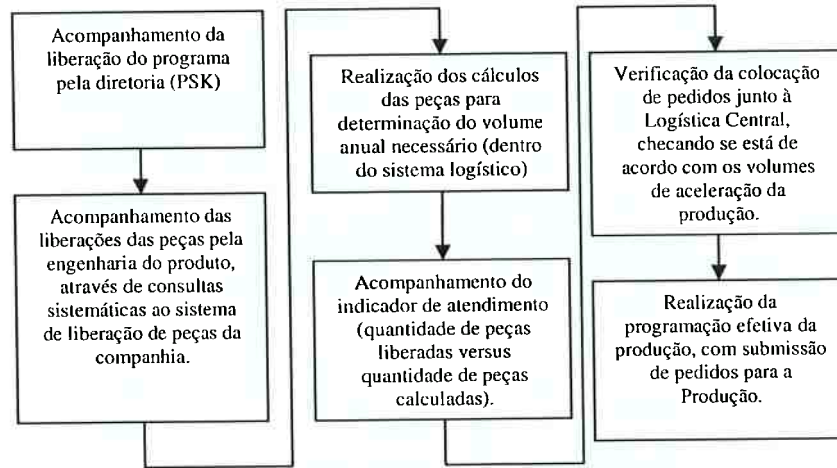 Acompanhamento da
liberação do programa
pela diretoria (PSK)
Acompanhamento das
liberações das peças pela
engenharia do produto,
através de consultas
sistemáticas ao sistema
de liberação de peças da
companhia.
Realização dos cálculos
das peças para
determinação do volume
anual necessário (dentro
do sistema logístico)
Acompanhamento do
indicador de atendimento
(quantidade de peças
liberadas versus
quantidade de peças
calculadas).
Verificação da colocação
de pedidos junto à
Logística Central,
checando se está de
acordo com os volumes
de aceleração da
produção.
Realização da
programação efetiva da
produção, com submissão
de pedidos para a
Produção.